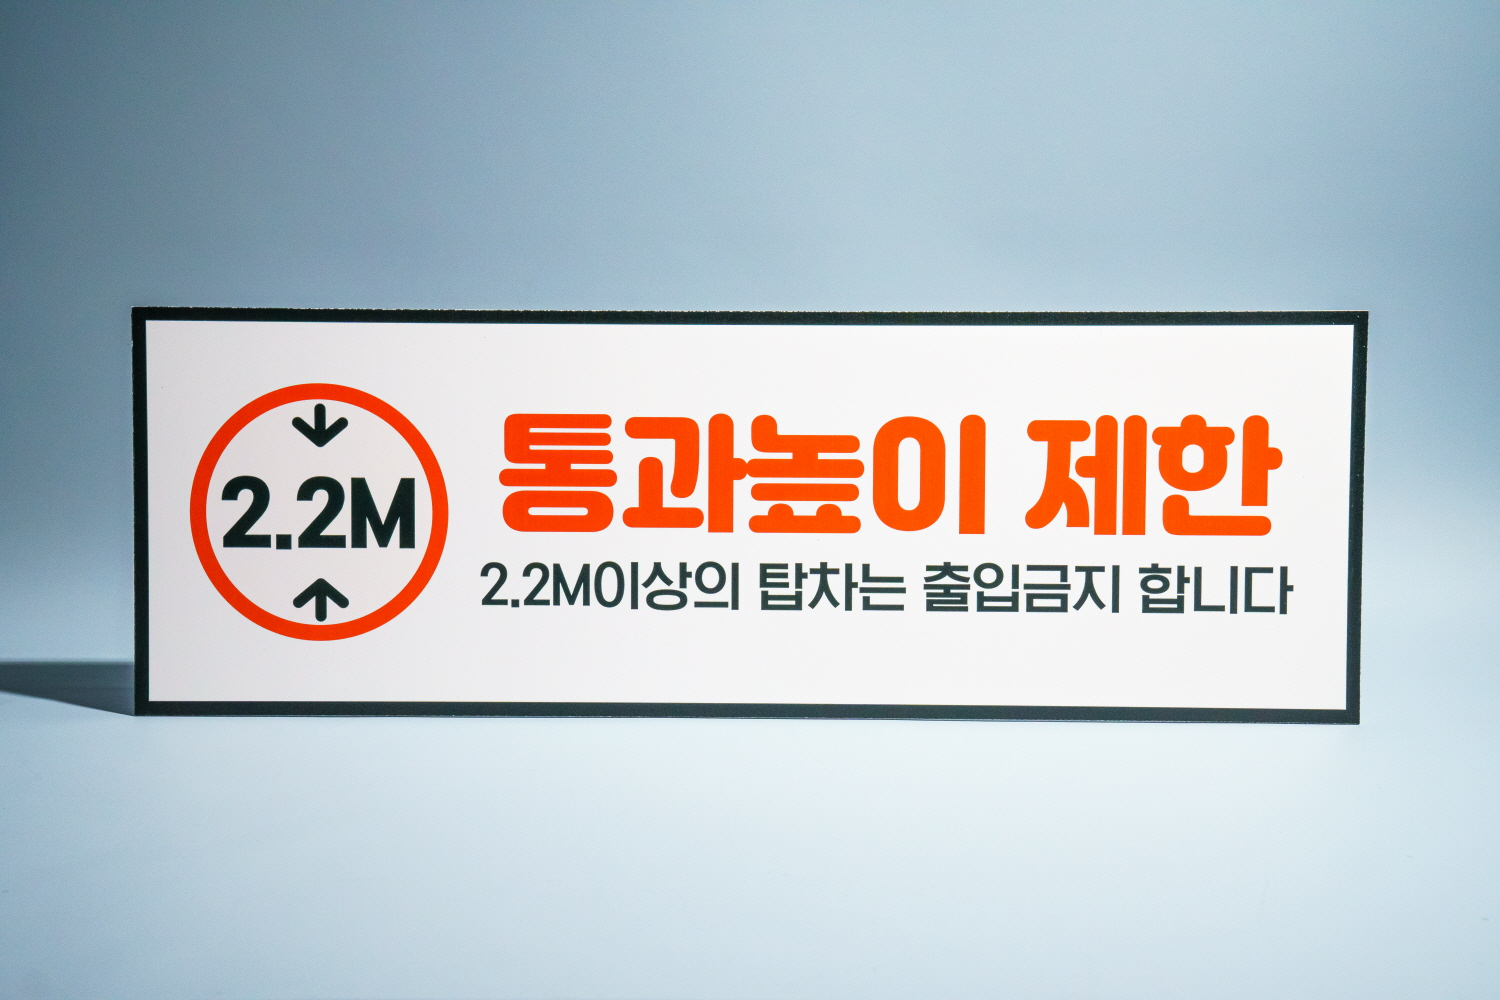 2.2M
통과높이 제한
2.2M이상의 탑차는 출입금지 합니다